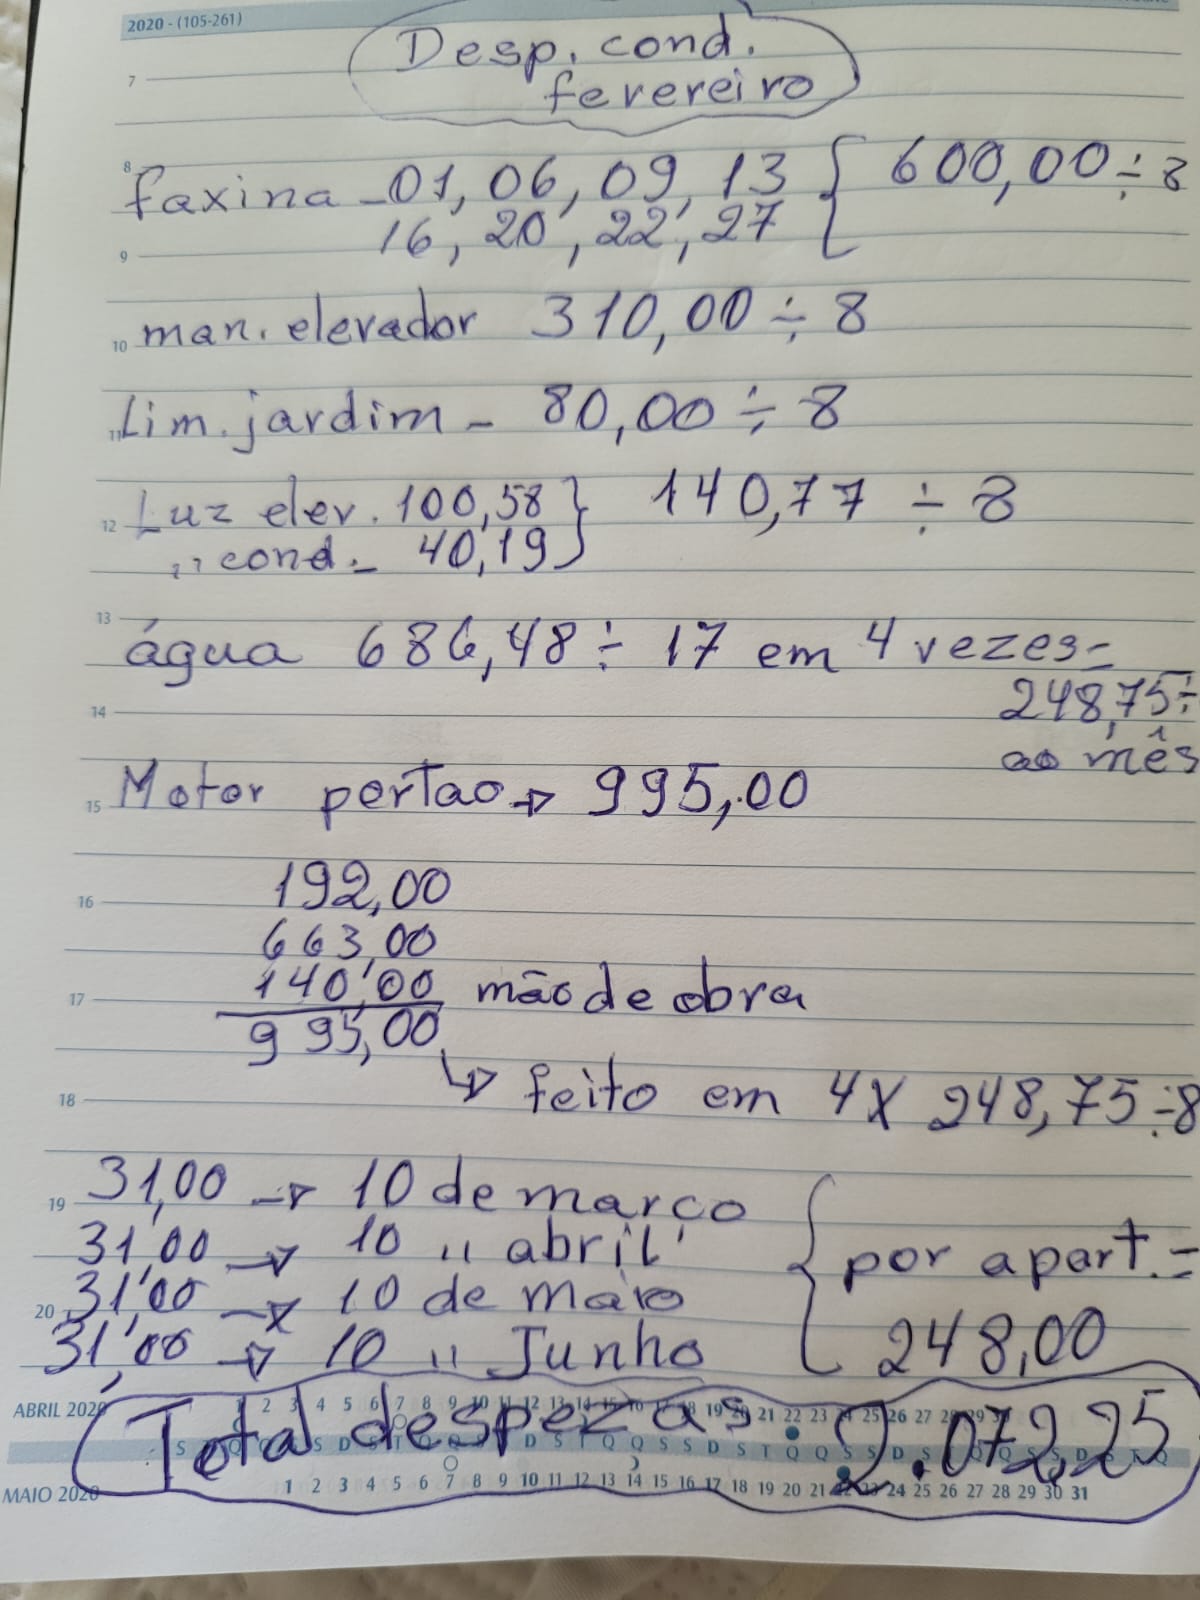 2020 - (105-261)
Desp. cond.
fevereiro
7
8
faxina - 01, 06, 09, 13 { 600,00 ÷ 8
16, 20, 22, 27
9
10 man. elevador 310,00 ÷ 8
11 Lim. jardim - 80,00 ÷ 8
12 Luz elev. 100,58 } 140,77 ÷ 8
,, cond. - 40,19
13
água 686,48 ÷ 17 em 4 vezes =
248,75 ÷
14
ao mês
15 Motor portao → 995,00
192,00
16
663,00
17 140,00 mão de obra
995,00
↳ feito em 4X 248,75 ÷ 8
18
19 31,00 → 10 de março
31,00 → 10 " abril
por apart. =
20 31,00 → 10 de maio
31,00 → 10 " Junho
248,00
Total despezas: 2.072,25
ABRIL 2020 1 2 3 4 5 6 7 8 9 10 11 12 13 14 15 16 17 18 19 20 21 22 23 24 25 26 27 28 29 30
S D S T Q D S T Q Q S S D S T Q Q S S D S
MAIO 2020 1 2 3 4 5 6 7 8 9 10 11 12 13 14 15 16 17 18 19 20 21 22 23 24 25 26 27 28 29 30 31